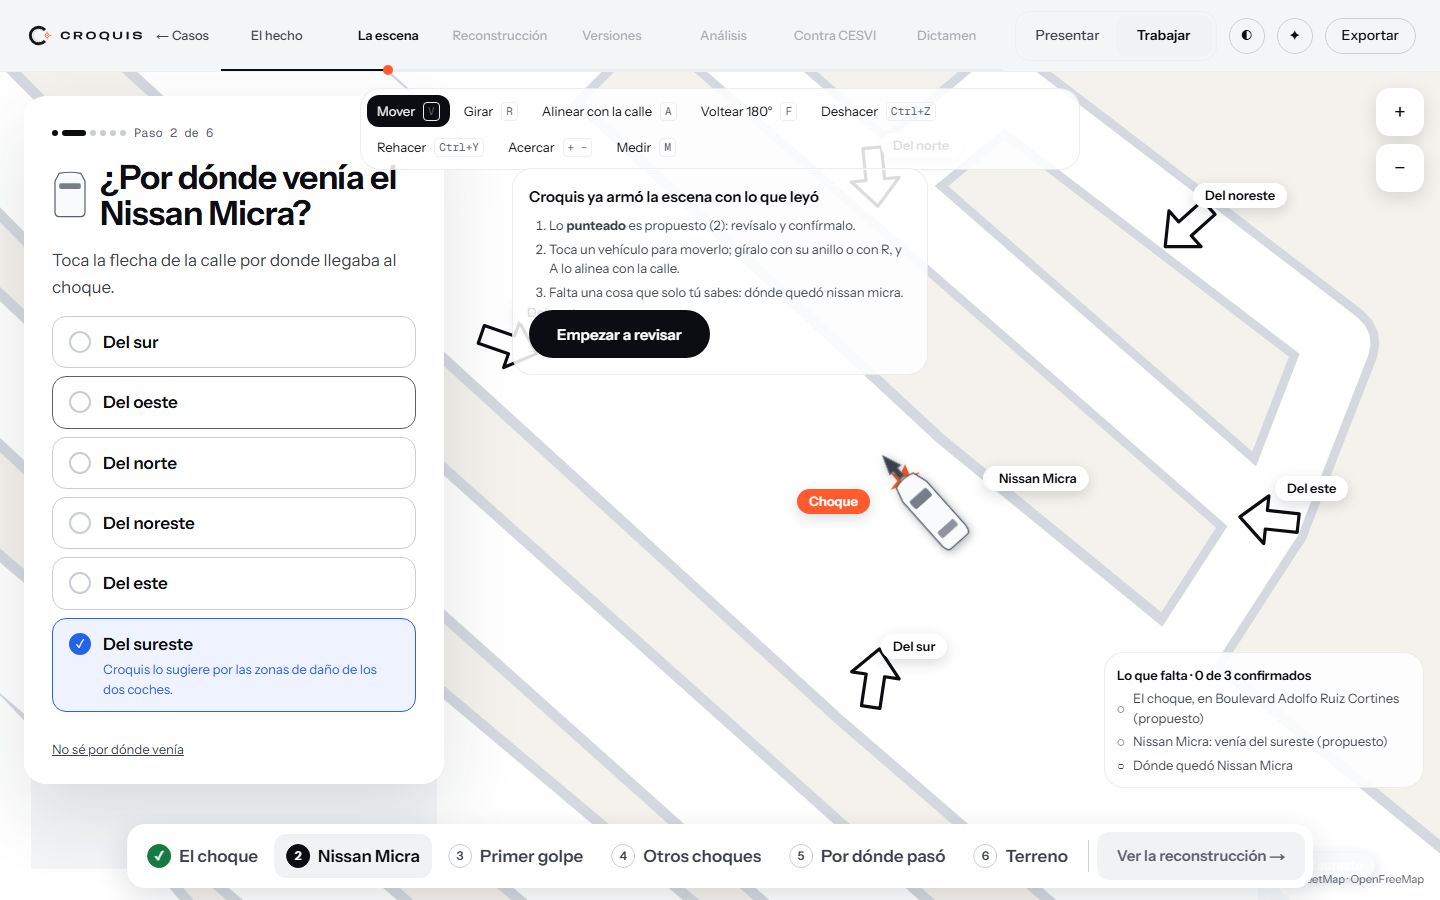 CROQUIS
← Casos
El hecho
La escena
Reconstrucción
Versiones
Análisis
Contra CESVI
Dictamen
Presentar
Trabajar
Exportar
Mover V
Girar R
Alinear con la calle A
Voltear 180° F
Deshacer Ctrl+Z
Rehacer Ctrl+Y
Acercar + −
Medir M
Paso 2 de 6
¿Por dónde venía el
Nissan Micra?
Toca la flecha de la calle por donde llegaba al
choque.
Del sur
Del oeste
Del norte
Del noreste
Del este
Del sureste
Croquis lo sugiere por las zonas de daño de los
dos coches.
No sé por dónde venía
Croquis ya armó la escena con lo que leyó
1. Lo punteado es propuesto (2): revísalo y confírmalo.
2. Toca un vehículo para moverlo; gíralo con su anillo o con R, y
A lo alinea con la calle.
3. Falta una cosa que solo tú sabes: dónde quedó nissan micra.
Empezar a revisar
Del norte
Del noreste
+
−
Nissan Micra
Choque
Del este
Del sur
Lo que falta · 0 de 3 confirmados
El choque, en Boulevard Adolfo Ruiz Cortines
(propuesto)
Nissan Micra: venía del sureste (propuesto)
Dónde quedó Nissan Micra
El choque
2 Nissan Micra
3 Primer golpe
4 Otros choques
5 Por dónde pasó
6 Terreno
Ver la reconstrucción →
OpenFreeMap